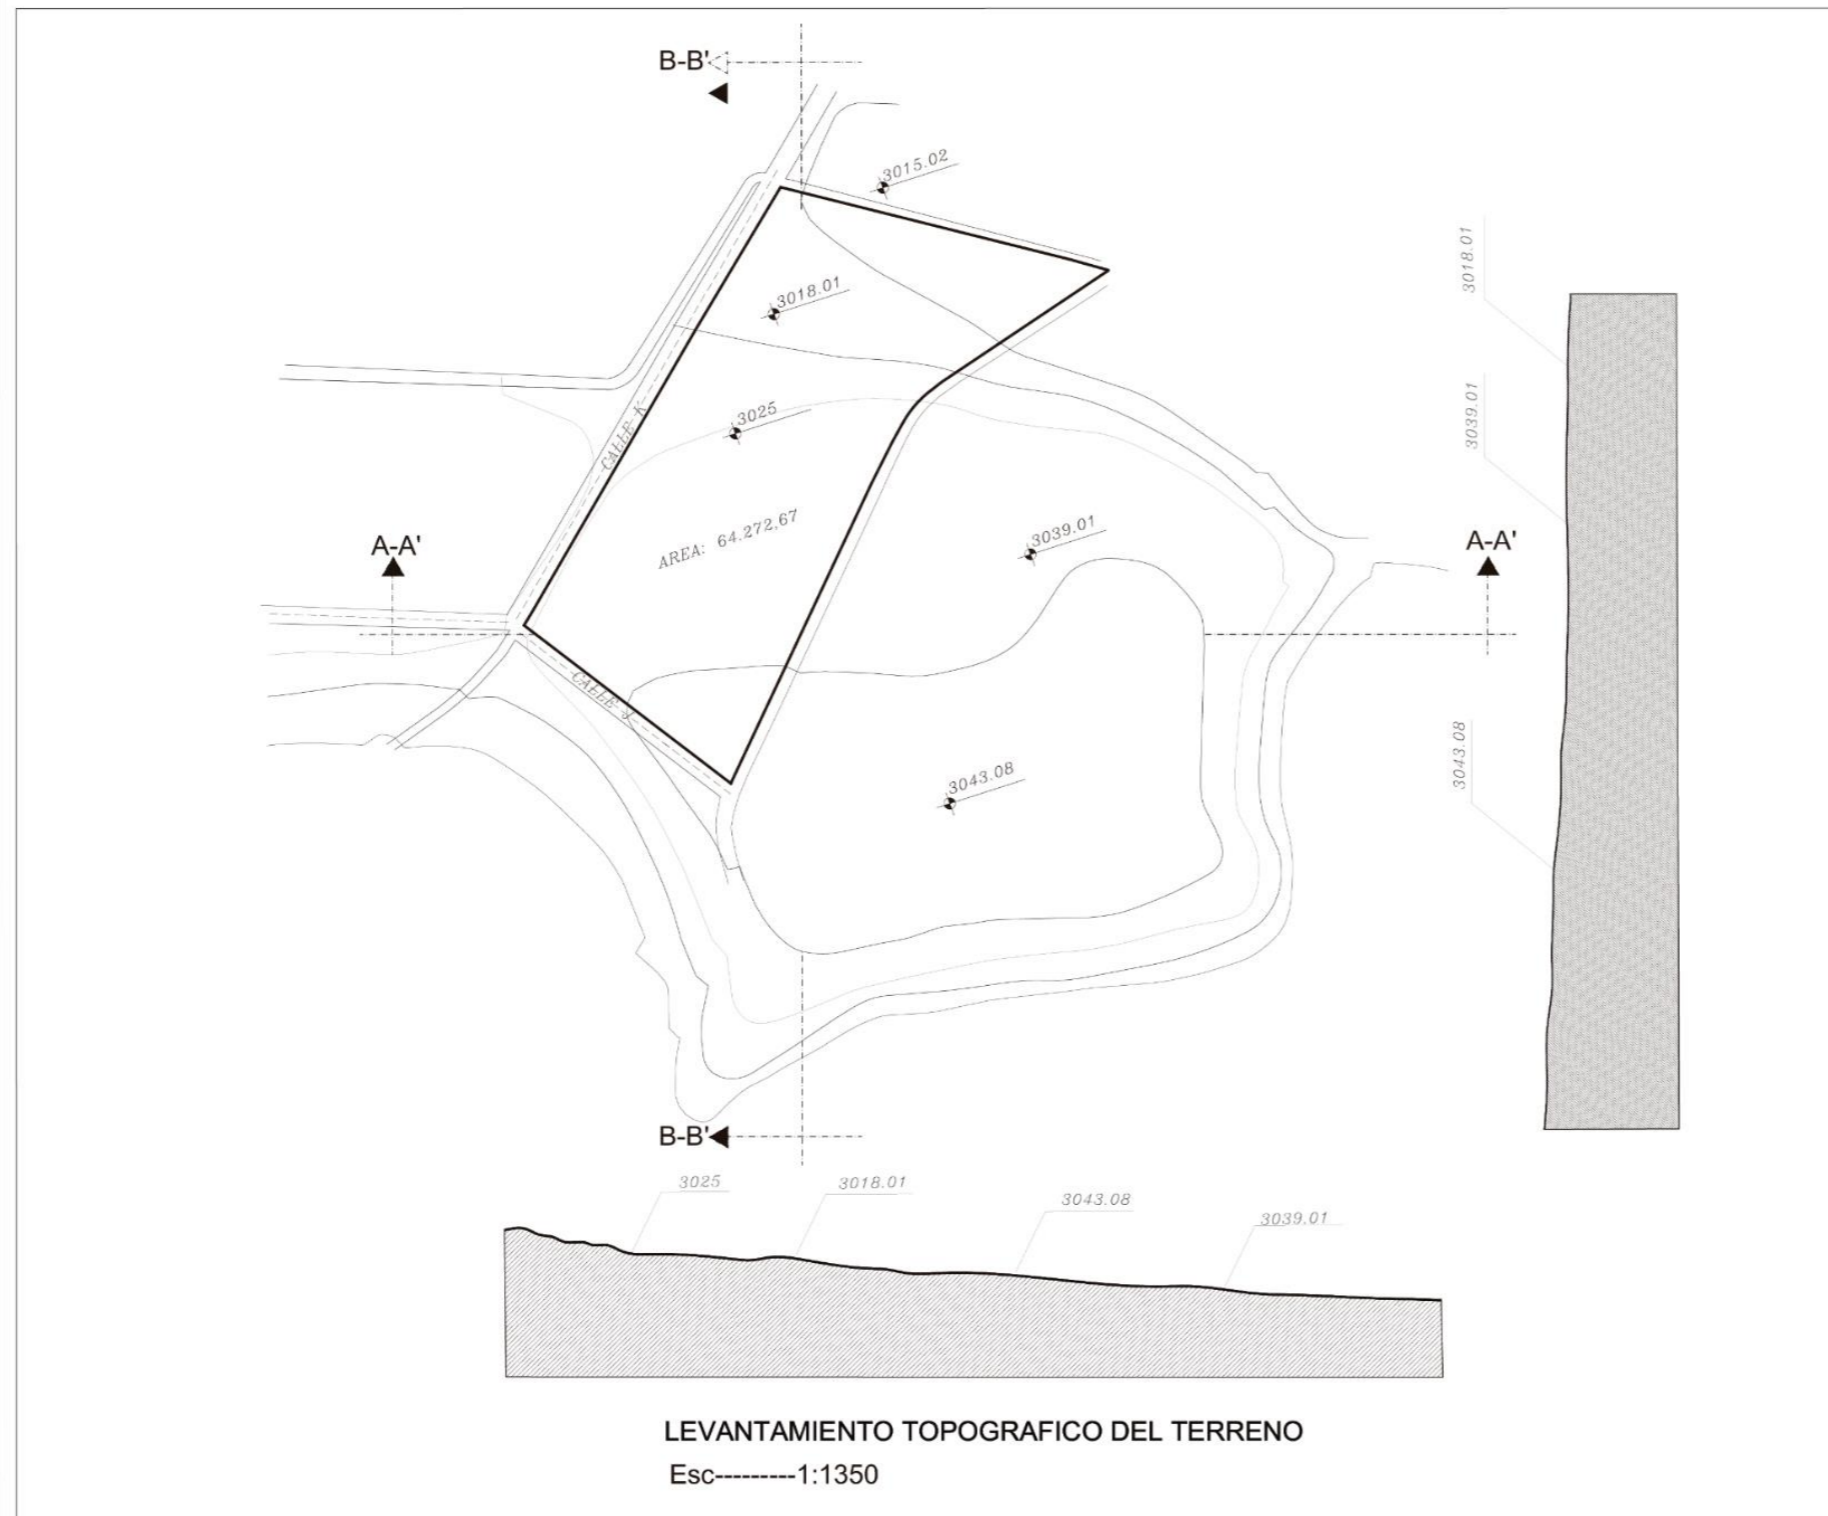 B-B'
3015.02
3018.01
3018.01
CALLE K
3025
3039.01
AREA: 64.272,67
3039.01
A-A'
A-A'
CALLE J
3043.08
3043.08
B-B'
3025
3018.01
3043.08
3039.01
LEVANTAMIENTO TOPOGRAFICO DEL TERRENO
Esc---------1:1350